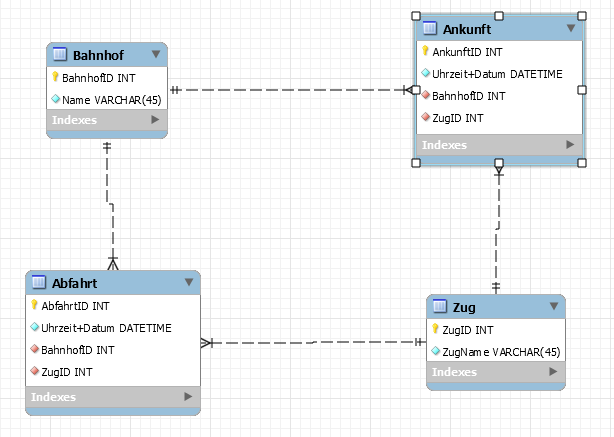 Bahnhof
BahnhofID INT
Name VARCHAR(45)
Indexes
Ankunft
AnkunftID INT
Uhrzeit+Datum DATETIME
BahnhofID INT
ZugID INT
Indexes
Abfahrt
AbfahrtID INT
Uhrzeit+Datum DATETIME
BahnhofID INT
ZugID INT
Indexes
Zug
ZugID INT
ZugName VARCHAR(45)
Indexes